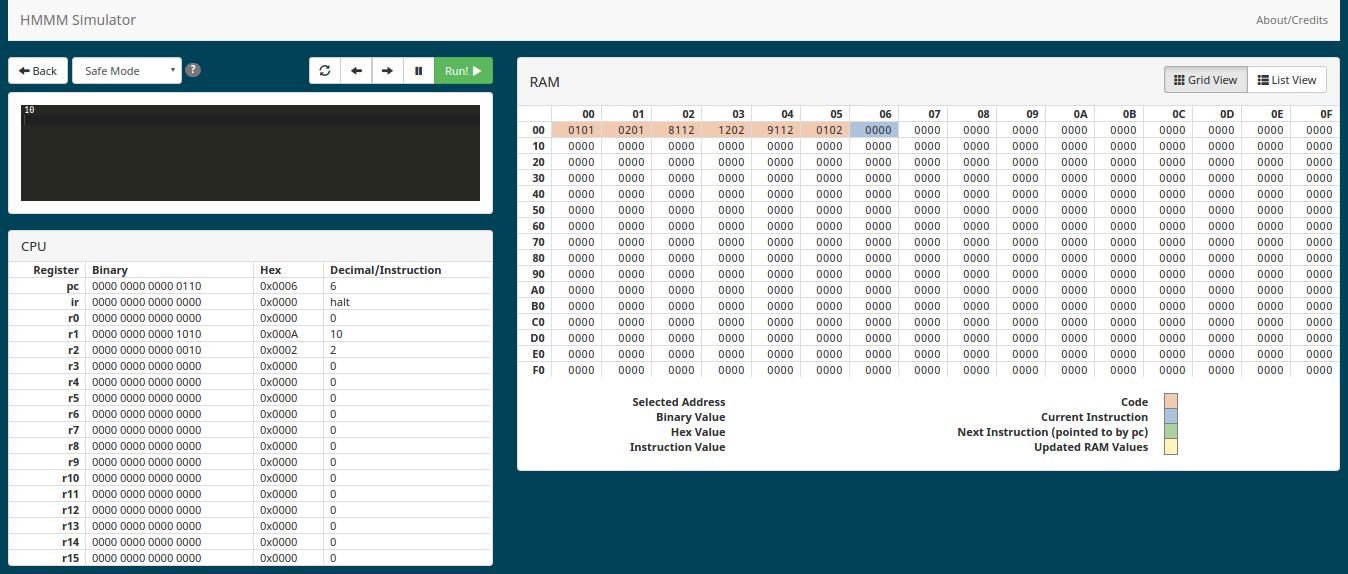 HMMM Simulator
About/Credits
Back
Safe Mode
?
Run!
10
CPU
Register Binary Hex Decimal/Instruction
pc 0000 0000 0000 0110 0x0006 6
ir 0000 0000 0000 0000 0x0000 halt
r0 0000 0000 0000 0000 0x0000 0
r1 0000 0000 0000 1010 0x000A 10
r2 0000 0000 0000 0010 0x0002 2
r3 0000 0000 0000 0000 0x0000 0
r4 0000 0000 0000 0000 0x0000 0
r5 0000 0000 0000 0000 0x0000 0
r6 0000 0000 0000 0000 0x0000 0
r7 0000 0000 0000 0000 0x0000 0
r8 0000 0000 0000 0000 0x0000 0
r9 0000 0000 0000 0000 0x0000 0
r10 0000 0000 0000 0000 0x0000 0
r11 0000 0000 0000 0000 0x0000 0
r12 0000 0000 0000 0000 0x0000 0
r13 0000 0000 0000 0000 0x0000 0
r14 0000 0000 0000 0000 0x0000 0
r15 0000 0000 0000 0000 0x0000 0
RAM
Grid View
List View
00 01 02 03 04 05 06 07 08 09 0A 0B 0C 0D 0E 0F
00 0101 0201 8112 1202 9112 0102 0000 0000 0000 0000 0000 0000 0000 0000 0000 0000
10 0000 0000 0000 0000 0000 0000 0000 0000 0000 0000 0000 0000 0000 0000 0000 0000
20 0000 0000 0000 0000 0000 0000 0000 0000 0000 0000 0000 0000 0000 0000 0000 0000
30 0000 0000 0000 0000 0000 0000 0000 0000 0000 0000 0000 0000 0000 0000 0000 0000
40 0000 0000 0000 0000 0000 0000 0000 0000 0000 0000 0000 0000 0000 0000 0000 0000
50 0000 0000 0000 0000 0000 0000 0000 0000 0000 0000 0000 0000 0000 0000 0000 0000
60 0000 0000 0000 0000 0000 0000 0000 0000 0000 0000 0000 0000 0000 0000 0000 0000
70 0000 0000 0000 0000 0000 0000 0000 0000 0000 0000 0000 0000 0000 0000 0000 0000
80 0000 0000 0000 0000 0000 0000 0000 0000 0000 0000 0000 0000 0000 0000 0000 0000
90 0000 0000 0000 0000 0000 0000 0000 0000 0000 0000 0000 0000 0000 0000 0000 0000
A0 0000 0000 0000 0000 0000 0000 0000 0000 0000 0000 0000 0000 0000 0000 0000 0000
B0 0000 0000 0000 0000 0000 0000 0000 0000 0000 0000 0000 0000 0000 0000 0000 0000
C0 0000 0000 0000 0000 0000 0000 0000 0000 0000 0000 0000 0000 0000 0000 0000 0000
D0 0000 0000 0000 0000 0000 0000 0000 0000 0000 0000 0000 0000 0000 0000 0000 0000
E0 0000 0000 0000 0000 0000 0000 0000 0000 0000 0000 0000 0000 0000 0000 0000 0000
F0 0000 0000 0000 0000 0000 0000 0000 0000 0000 0000 0000 0000 0000 0000 0000 0000
Selected Address
Binary Value
Hex Value
Instruction Value
Code
Current Instruction
Next Instruction (pointed to by pc)
Updated RAM Values